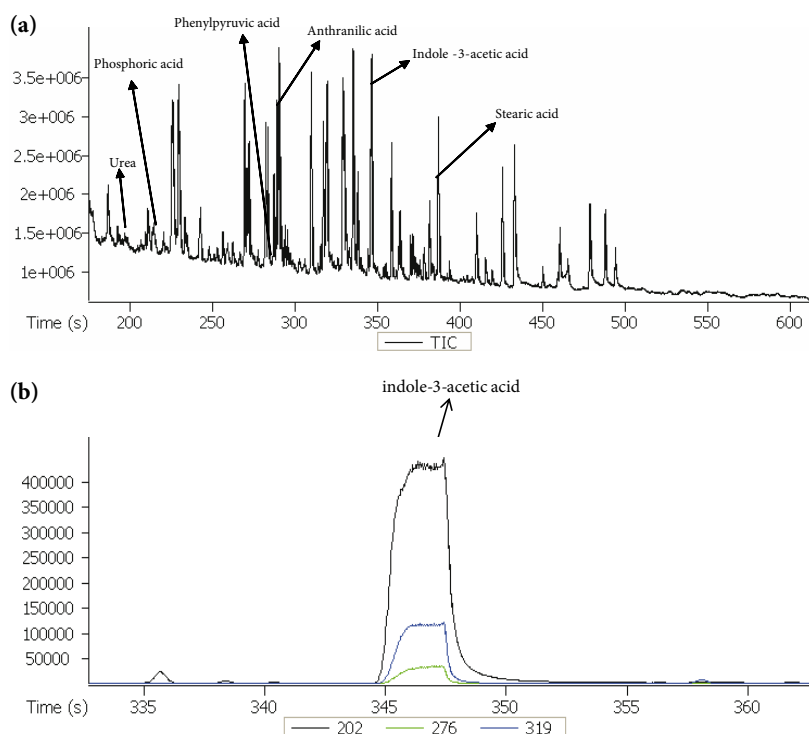 (a)
Phenylpyruvic acid
Anthranilic acid
Phosphoric acid
Indole -3-acetic acid
Urea
Stearic acid
3.5e+006
3e+006
2.5e+006
2e+006
1.5e+006
1e+006
Time (s) 200 250 300 350 400 450 500 550 600
TIC
(b)
indole-3-acetic acid
400000
350000
300000
250000
200000
150000
100000
50000
Time (s) 335 340 345 350 355 360
202 276 319